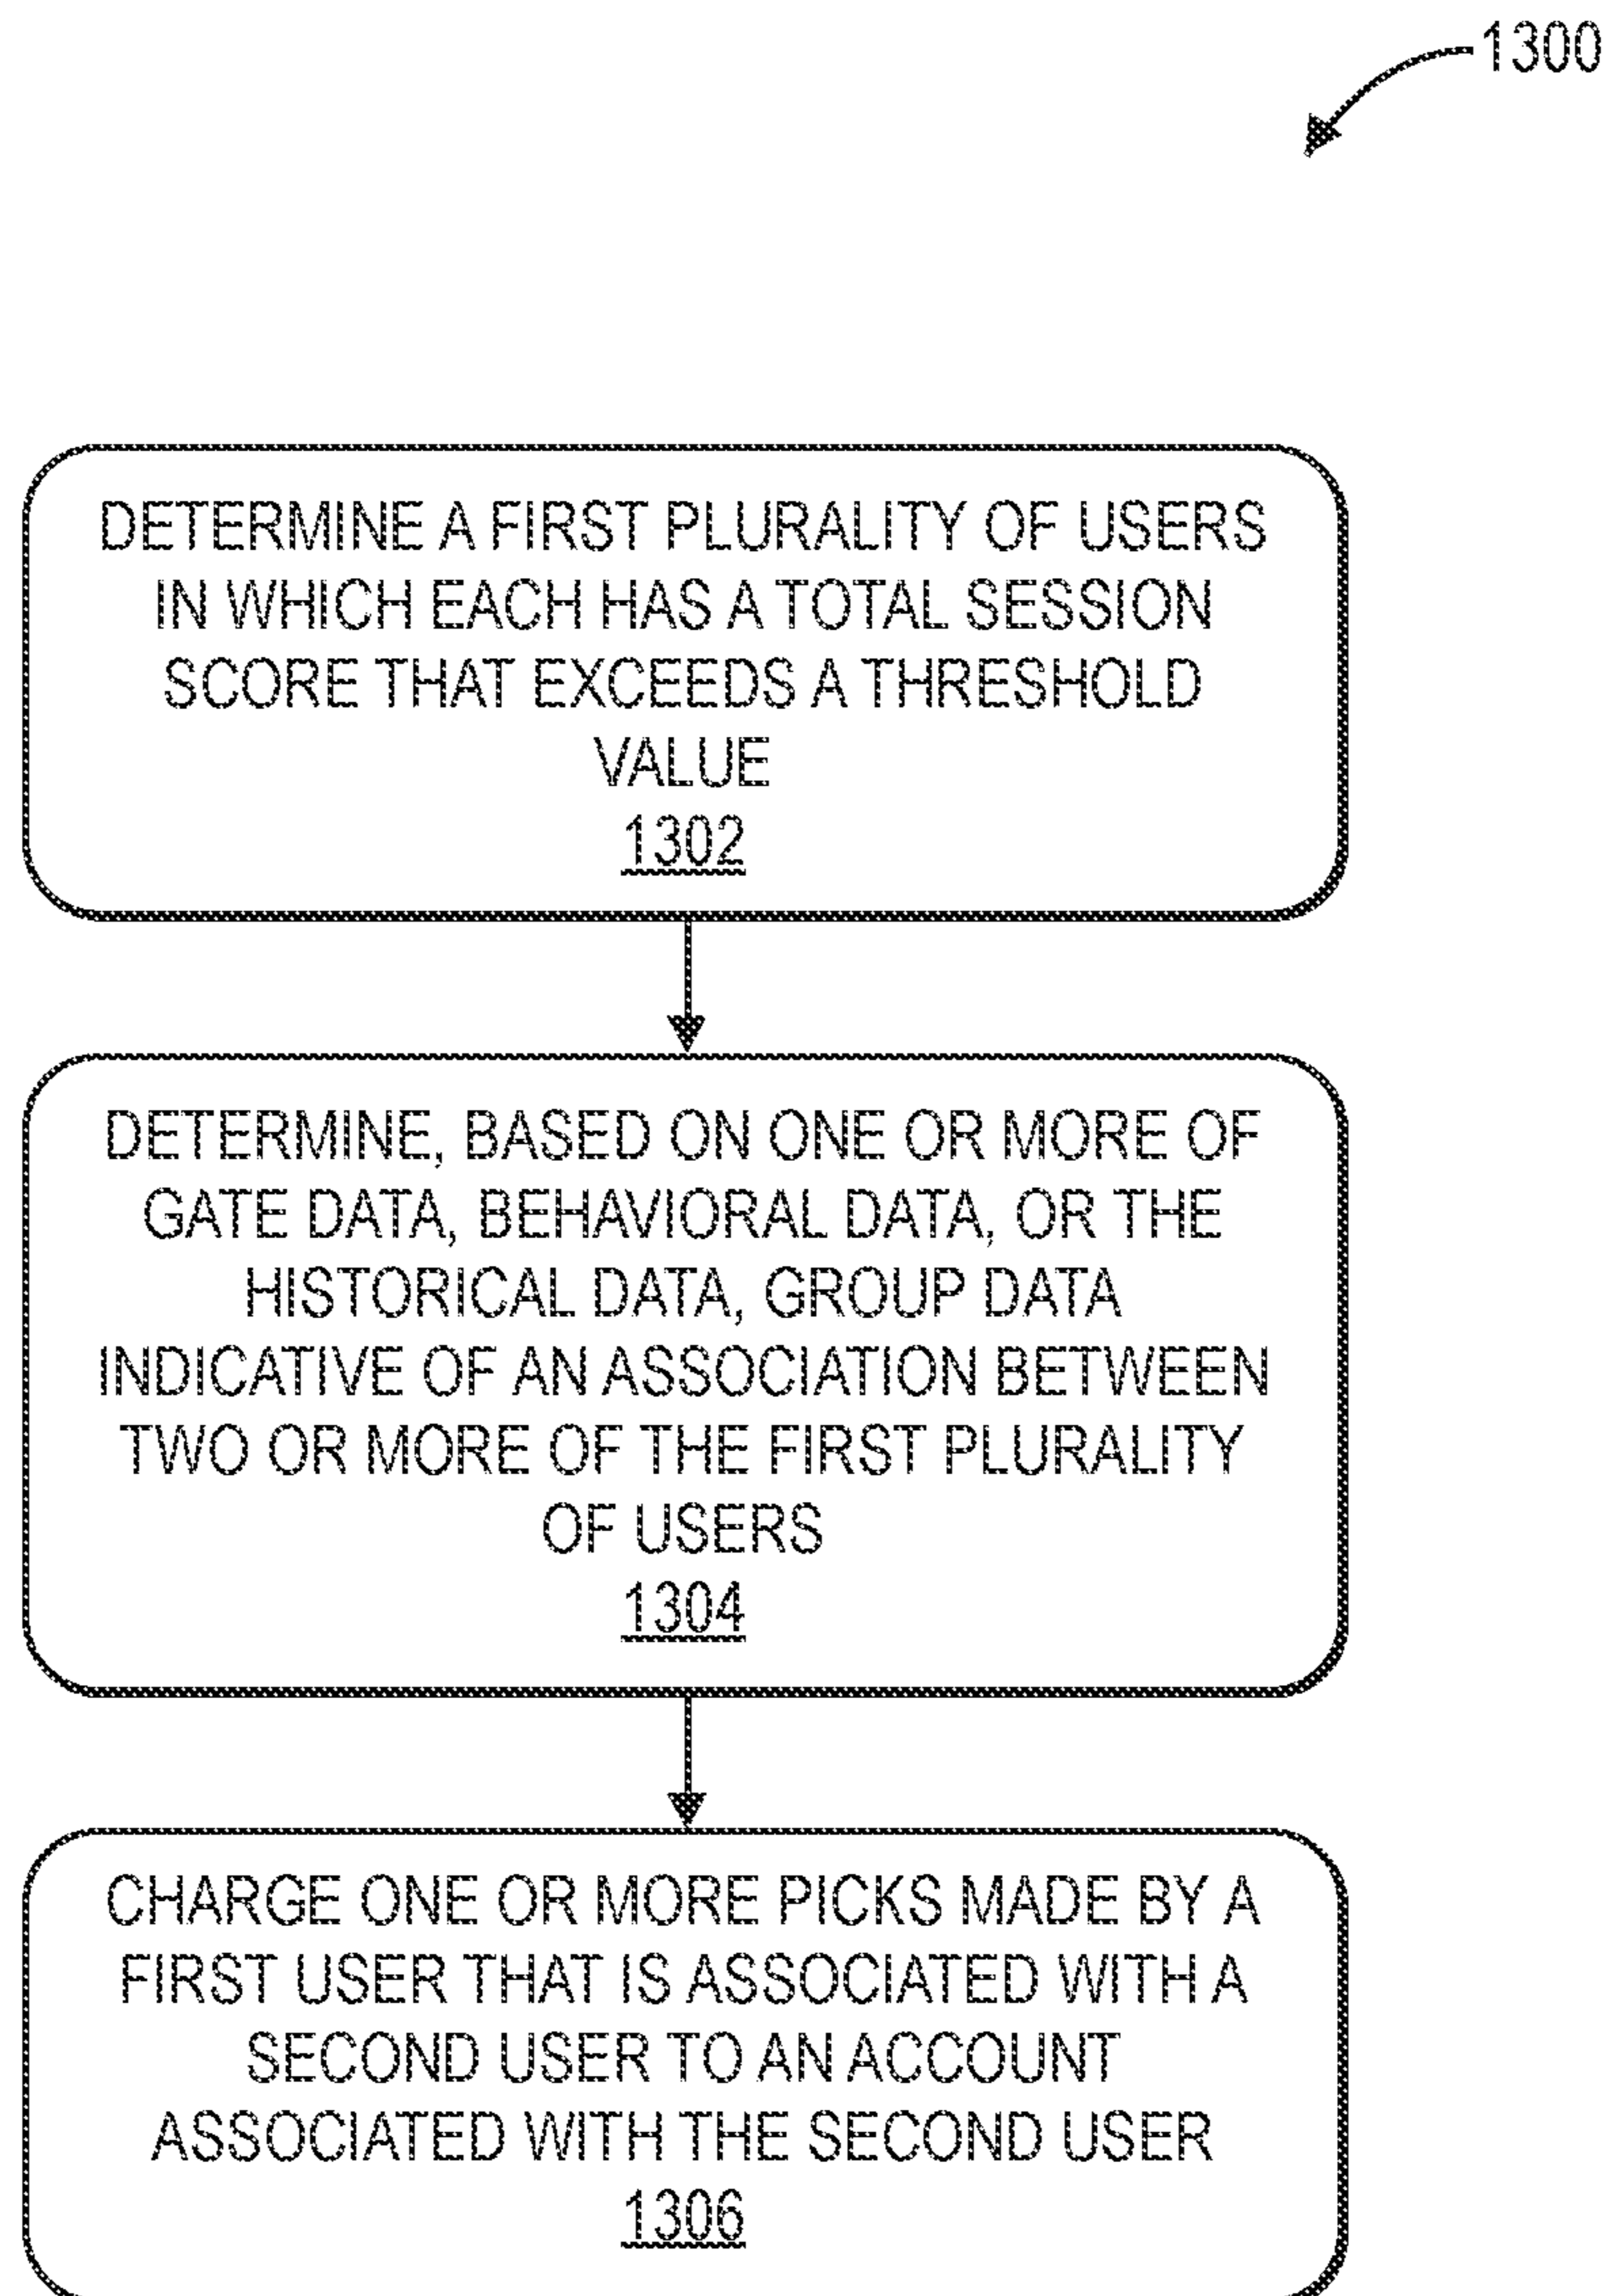 1300
DETERMINE A FIRST PLURALITY OF USERS
IN WHICH EACH HAS A TOTAL SESSION
SCORE THAT EXCEEDS A THRESHOLD
VALUE
1302
DETERMINE, BASED ON ONE OR MORE OF
GATE DATA, BEHAVIORAL DATA, OR THE
HISTORICAL DATA, GROUP DATA
INDICATIVE OF AN ASSOCIATION BETWEEN
TWO OR MORE OF THE FIRST PLURALITY
OF USERS
1304
CHARGE ONE OR MORE PICKS MADE BY A
FIRST USER THAT IS ASSOCIATED WITH A
SECOND USER TO AN ACCOUNT
ASSOCIATED WITH THE SECOND USER
1306